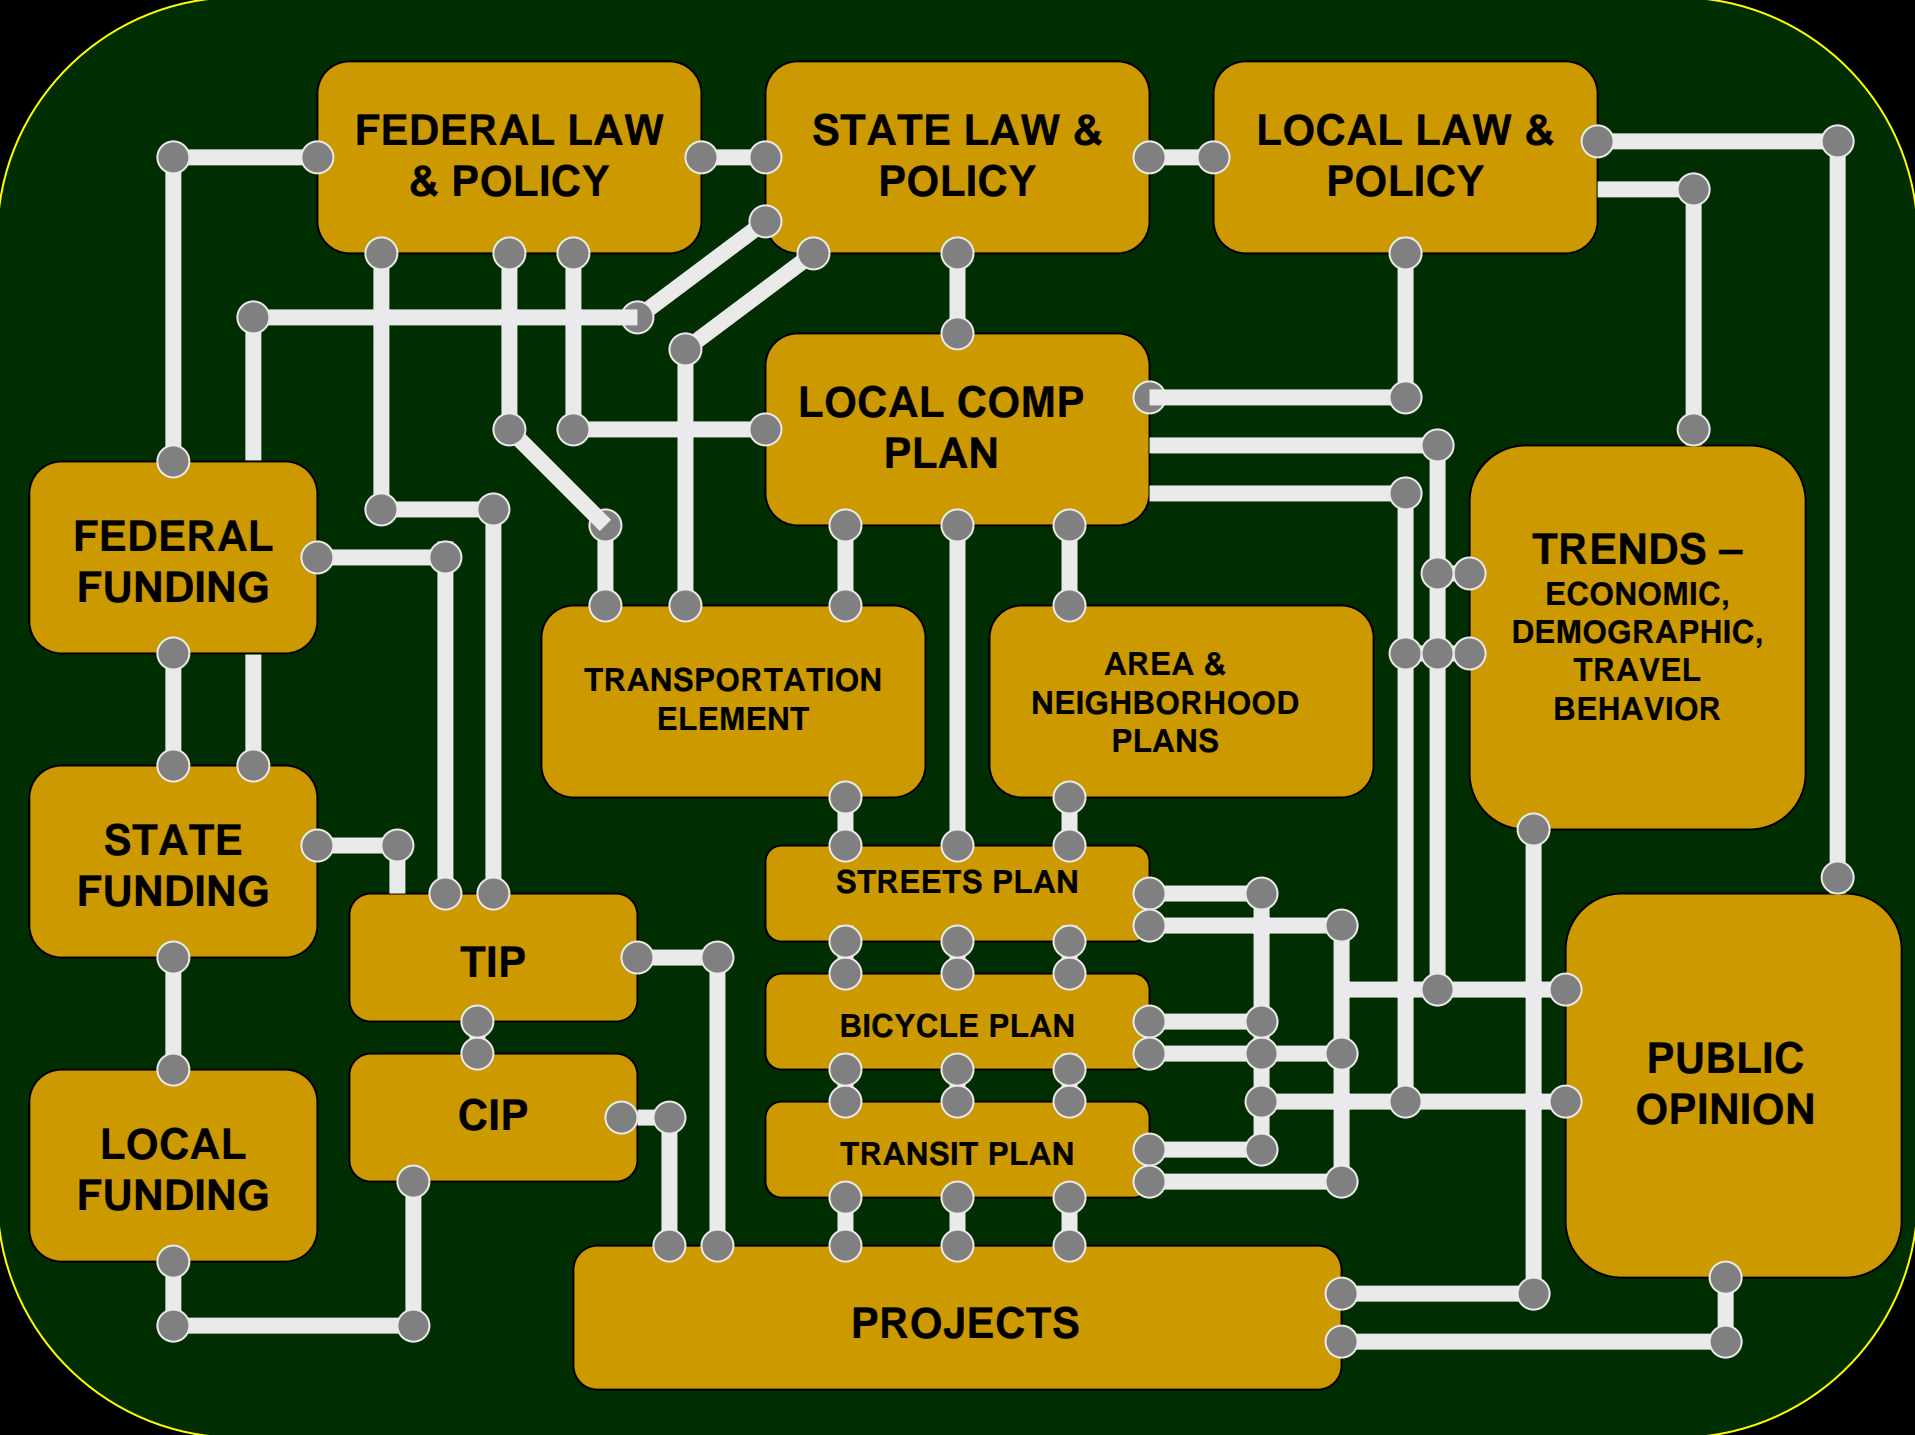 FEDERAL LAW
& POLICY
STATE LAW &
POLICY
LOCAL LAW &
POLICY
LOCAL COMP
PLAN
FEDERAL
FUNDING
TRENDS –
ECONOMIC,
DEMOGRAPHIC,
TRAVEL
BEHAVIOR
TRANSPORTATION
ELEMENT
AREA &
NEIGHBORHOOD
PLANS
STATE
FUNDING
STREETS PLAN
TIP
BICYCLE PLAN
PUBLIC
OPINION
CIP
TRANSIT PLAN
LOCAL
FUNDING
PROJECTS